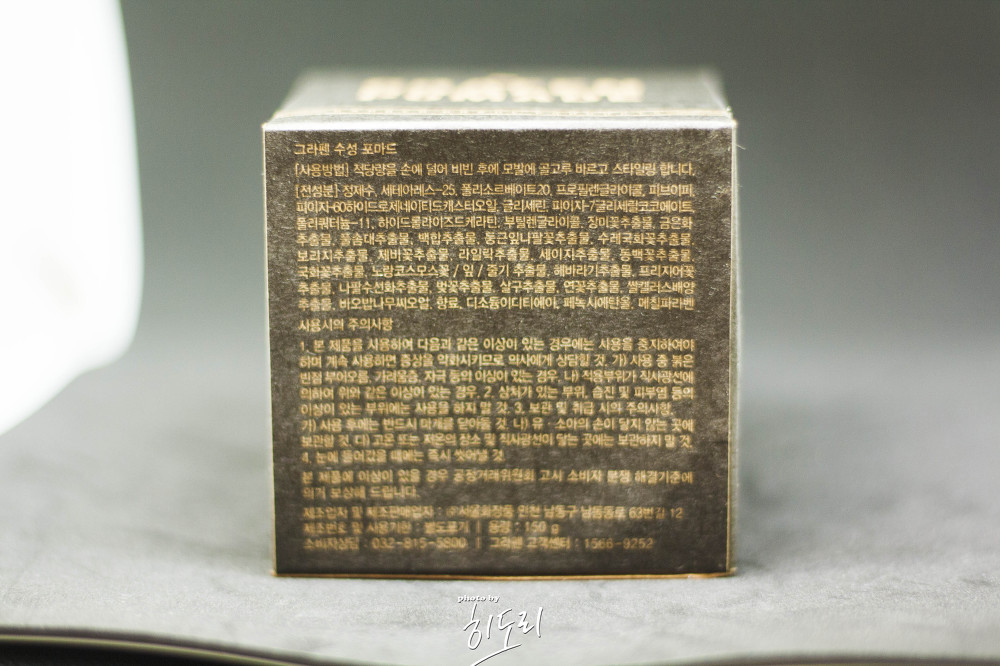 그라펜 수성 포마드
[사용방법] 적당량을 손에 덜어 비빈 후에 모발에 골고루 바르고 스타일링 합니다.
[전성분] 정제수, 세테아레스-25, 폴리소르베이트20, 프로필렌글라이콜, 피브이피,
피이지-60하이드로제네이티드캐스터오일, 글리세린, 피이지-7글리세릴코코에이트
폴리쿼터늄-11, 하이드롤라이즈드케라틴, 부틸렌글라이콜, 장미꽃추출물, 금은화
추출물, 풀솜대추출물, 백합추출물, 둥근잎나팔꽃추출물, 수레국화꽃추출물
보리지추출물, 제비꽃추출물, 라일락추출물, 세이지추출물, 동백꽃추출물
국화꽃추출물, 노랑코스모스꽃 / 잎 / 줄기 추출물, 해바라기추출물, 프리지어꽃
추출물, 나팔수선화추출물, 벚꽃추출물, 살구추출물, 연꽃추출물, 쌀캘러스배양
추출물, 바오밥나무씨오일, 향료, 디소듐이디티에이, 페녹시에탄올, 메칠파라벤
사용시의 주의사항
1. 본 제품을 사용하여 다음과 같은 이상이 있는 경우에는 사용을 중지하여야
하며 계속 사용하면 증상을 악화시키므로 의사에게 상담할 것. 가) 사용 중 붉은
반점 부어오름, 가려움증, 자극 등의 이상이 있는 경우. 나) 적용부위가 직사광선에
의하여 위와 같은 이상이 있는 경우. 2. 상처가 있는 부위, 습진 및 피부염 등의
이상이 있는 부위에는 사용을 하지 말 것. 3. 보관 및 취급 시의 주의사항.
가) 사용 후에는 반드시 마개를 닫아둘 것. 나) 유 · 소아의 손이 닿지 않는 곳에
보관할 것. 다) 고온 또는 저온의 장소 및 직사광선이 닿는 곳에는 보관하지 말 것.
4. 눈에 들어갔을 때에는 즉시 씻어낼 것.
본 제품에 이상이 있을 경우 공정거래위원회 고시 소비자 분쟁 해결기준에
의거 보상해 드립니다.
제조업자 및 제조판매업자 : ㈜서울화장품 인천 남동구 남동동로 63번길 12
제조번호 및 사용기한 : 별도표기 | 용량 : 150 g
소비자상담 : 032-815-5800 | 그라펜 고객센터 : 1566-9252
photo by
히도리